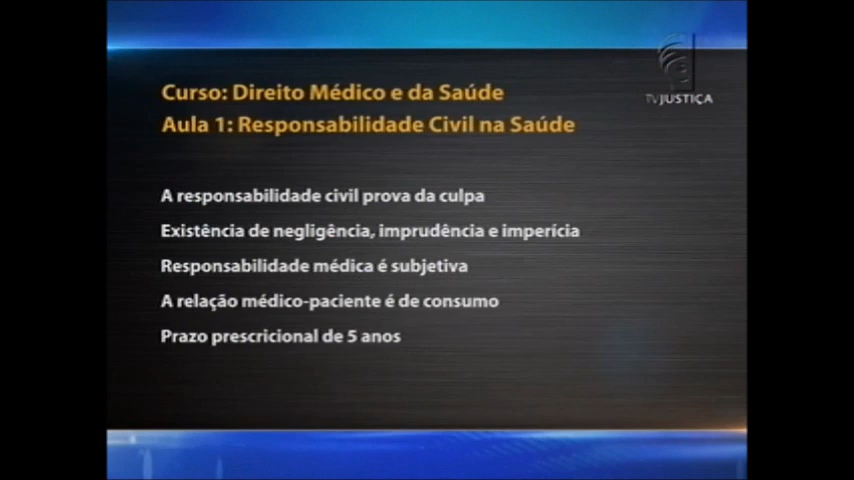 Curso: Direito Médico e da Saúde
Aula 1: Responsabilidade Civil na Saúde
TV JUSTIÇA
A responsabilidade civil prova da culpa
Existência de negligência, imprudência e imperícia
Responsabilidade médica é subjetiva
A relação médico-paciente é de consumo
Prazo prescricional de 5 anos